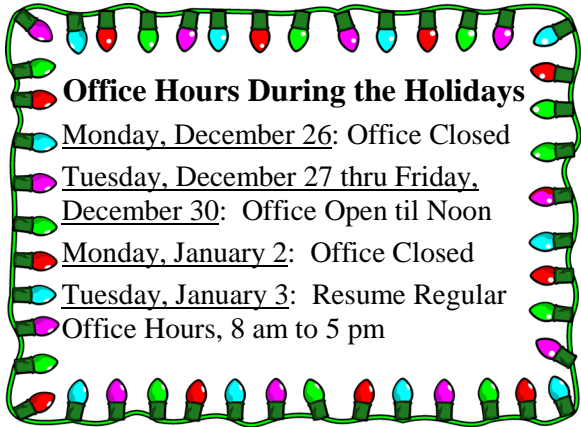 Office Hours During the Holidays
Monday, December 26: Office Closed
Tuesday, December 27 thru Friday,
December 30:  Office Open til Noon
Monday, January 2:  Office Closed
Tuesday, January 3:  Resume Regular
Office Hours, 8 am to 5 pm